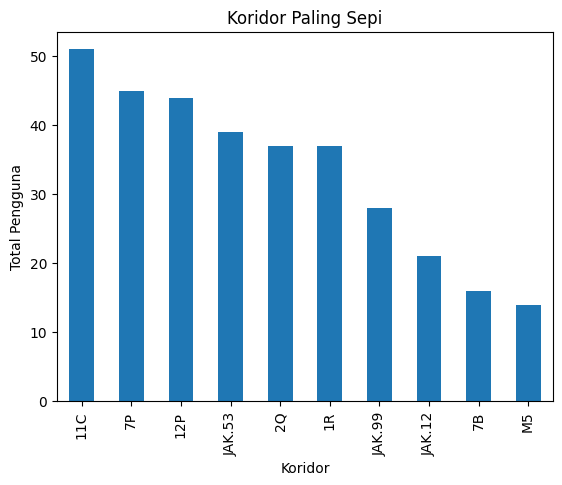 Koridor Paling Sepi
Total Pengguna
50
40
30
20
10
0
11C
7P
12P
JAK.53
2Q
1R
JAK.99
JAK.12
7B
M5
Koridor